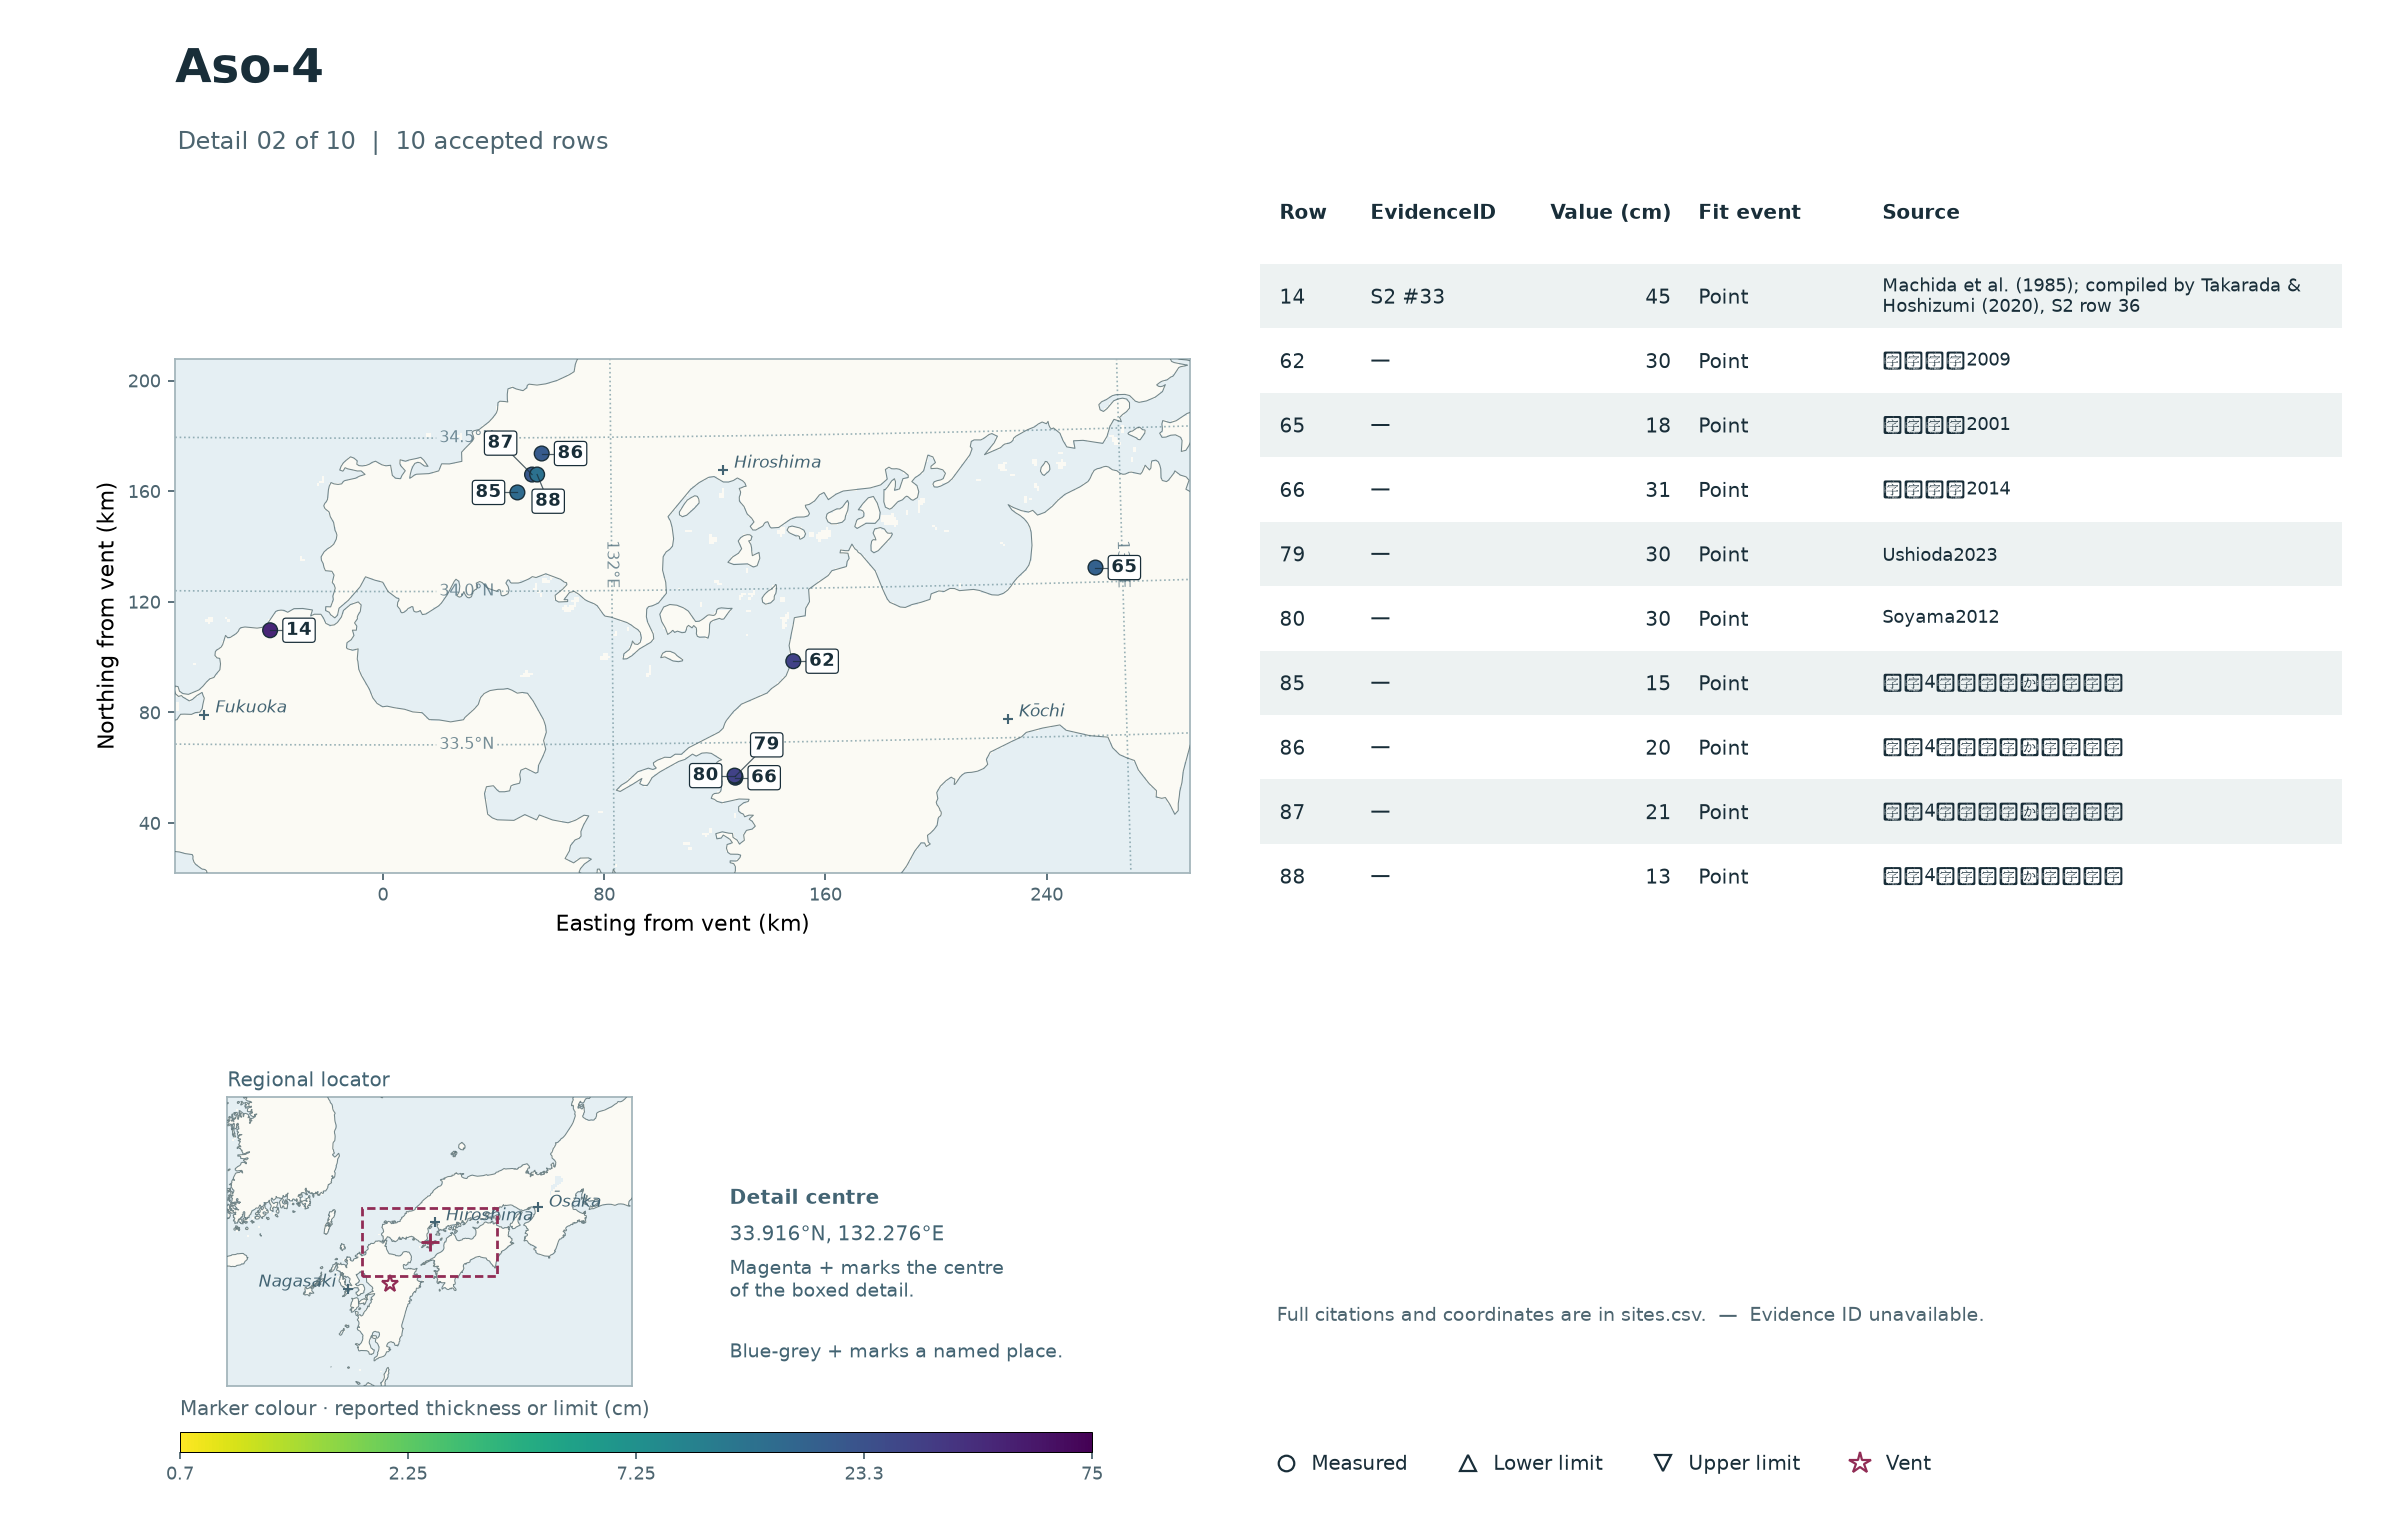 Aso-4
Detail 02 of 10 | 10 accepted rows
Row EvidenceID Value (cm) Fit event Source
14 S2 #33 45 Point Machida et al. (1985); compiled by Takarada &
Hoshizumi (2020), S2 row 36
62 — 30 Point 2009
65 — 18 Point 2001
66 — 31 Point 2014
79 — 30 Point Ushioda2023
80 — 30 Point Soyama2012
85 — 15 Point 4
86 — 20 Point 4
87 — 21 Point 4
88 — 13 Point 4
Northing from vent (km)
200
160
120
80
40
0
80
160
240
Easting from vent (km)
34.5°
34.0°N
33.5°N
132°E
87
86
85
88
Hiroshima
65
14
62
Fukuoka
Kōchi
79
80
66
Regional locator
Ōsaka
Hiroshima
Nagasaki
Detail centre
33.916°N, 132.276°E
Magenta + marks the centre
of the boxed detail.
Blue-grey + marks a named place.
Full citations and coordinates are in sites.csv. — Evidence ID unavailable.
Marker colour · reported thickness or limit (cm)
0.7 2.25 7.25 23.3 75
Measured Lower limit Upper limit Vent